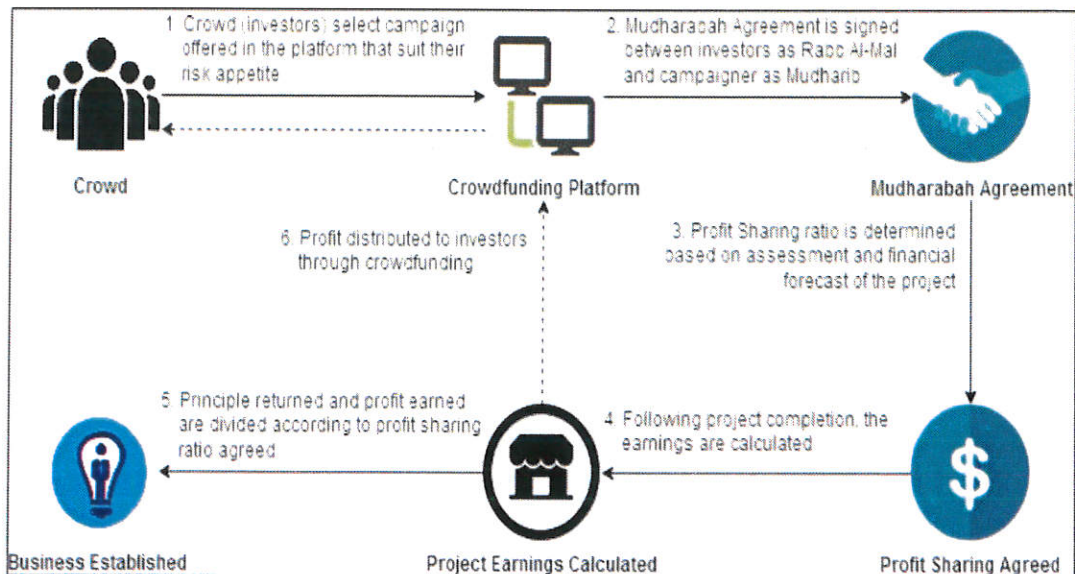 1. Crowd (investors) select campaign
offered in the platform that suit their
risk appetite
2. Mudharabah Agreement is signed
between investors as Rabb Al-Mal
and campaigner as Mudharib
Crowd
Crowdfunding Platform
Mudharabah Agreement
6. Profit distributed to investors
through crowdfunding
3. Profit Sharing ratio is determined
based on assessment and financial
forecast of the project
5. Principle returned and profit earned
are divided according to profit sharing
ratio agreed
4. Following project completion, the
earnings are calculated
$
Business Established
Project Earnings Calculated
Profit Sharing Agreed